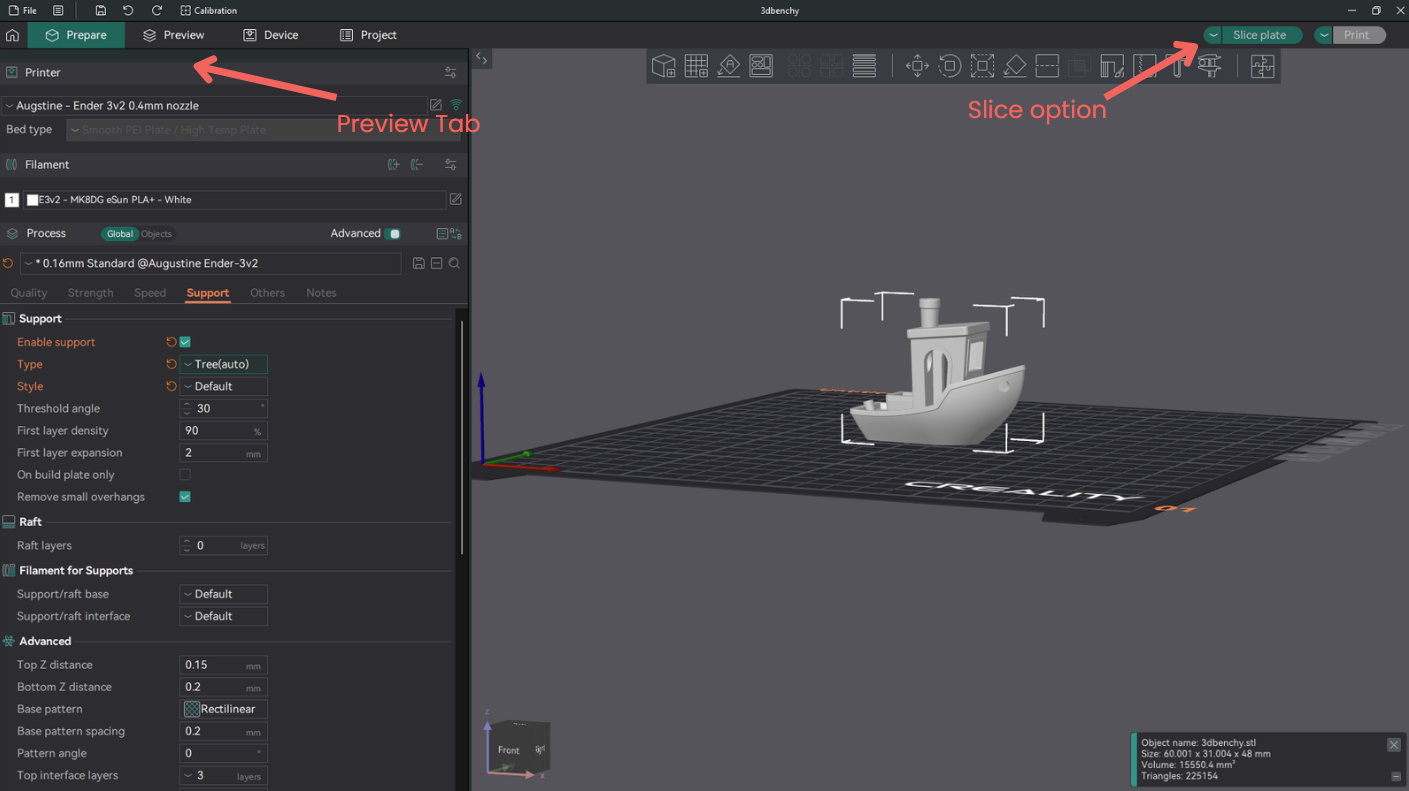 File
Calibration
3dbenchy
Prepare
Preview
Device
Project
Slice plate
Print
Printer
Augstine - Ender 3v2 0.4mm nozzle
Preview Tab
Slice option
Bed type
Smooth PEI Plate / High Temp Plate
Filament
1
E3v2 - MK8DG eSun PLA+ - White
Process
Global
Objects
Advanced
* 0.16mm Standard @Augustine Ender-3v2
Quality
Strength
Speed
Support
Others
Notes
Support
Enable support
Type
Tree(auto)
Style
Default
Threshold angle
30 °
First layer density
90 %
First layer expansion
2 mm
On build plate only
Remove small overhangs
Raft
Raft layers
0 layers
Filament for Supports
Support/raft base
Default
Support/raft interface
Default
Advanced
Top Z distance
0.15 mm
Bottom Z distance
0.2 mm
Base pattern
Rectilinear
Base pattern spacing
0.2 mm
Pattern angle
0 °
Top interface layers
3 layers
CREALITY
01
z
Front
x
Object name: 3dbenchy.stl
Size: 60.001 x 31.004 x 48 mm
Volume: 15550.4 mm³
Triangles: 225154